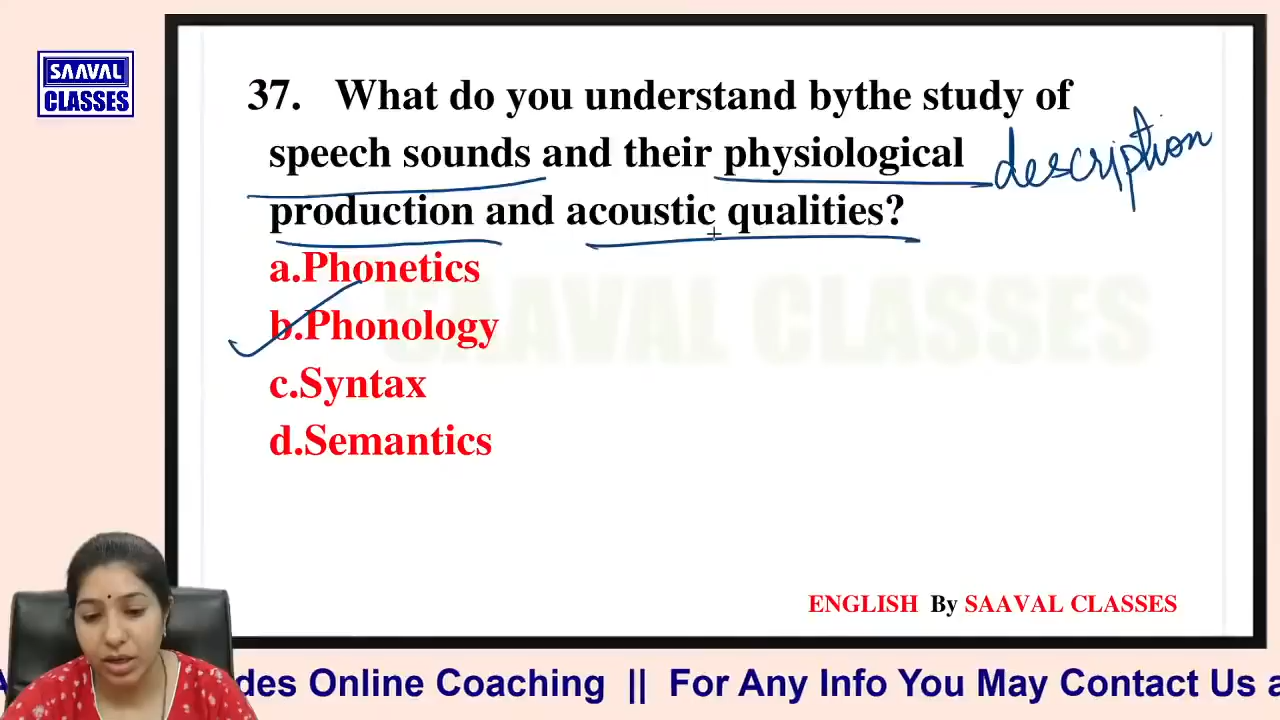 SAAVAL
CLASSES
37. What do you understand bythe study of
speech sounds and their physiological description
production and acoustic qualities?
a.Phonetics
b.Phonology
c.Syntax
d.Semantics
SAAVAL CLASSES
ENGLISH By SAAVAL CLASSES
des Online Coaching || For Any Info You May Contact Us a